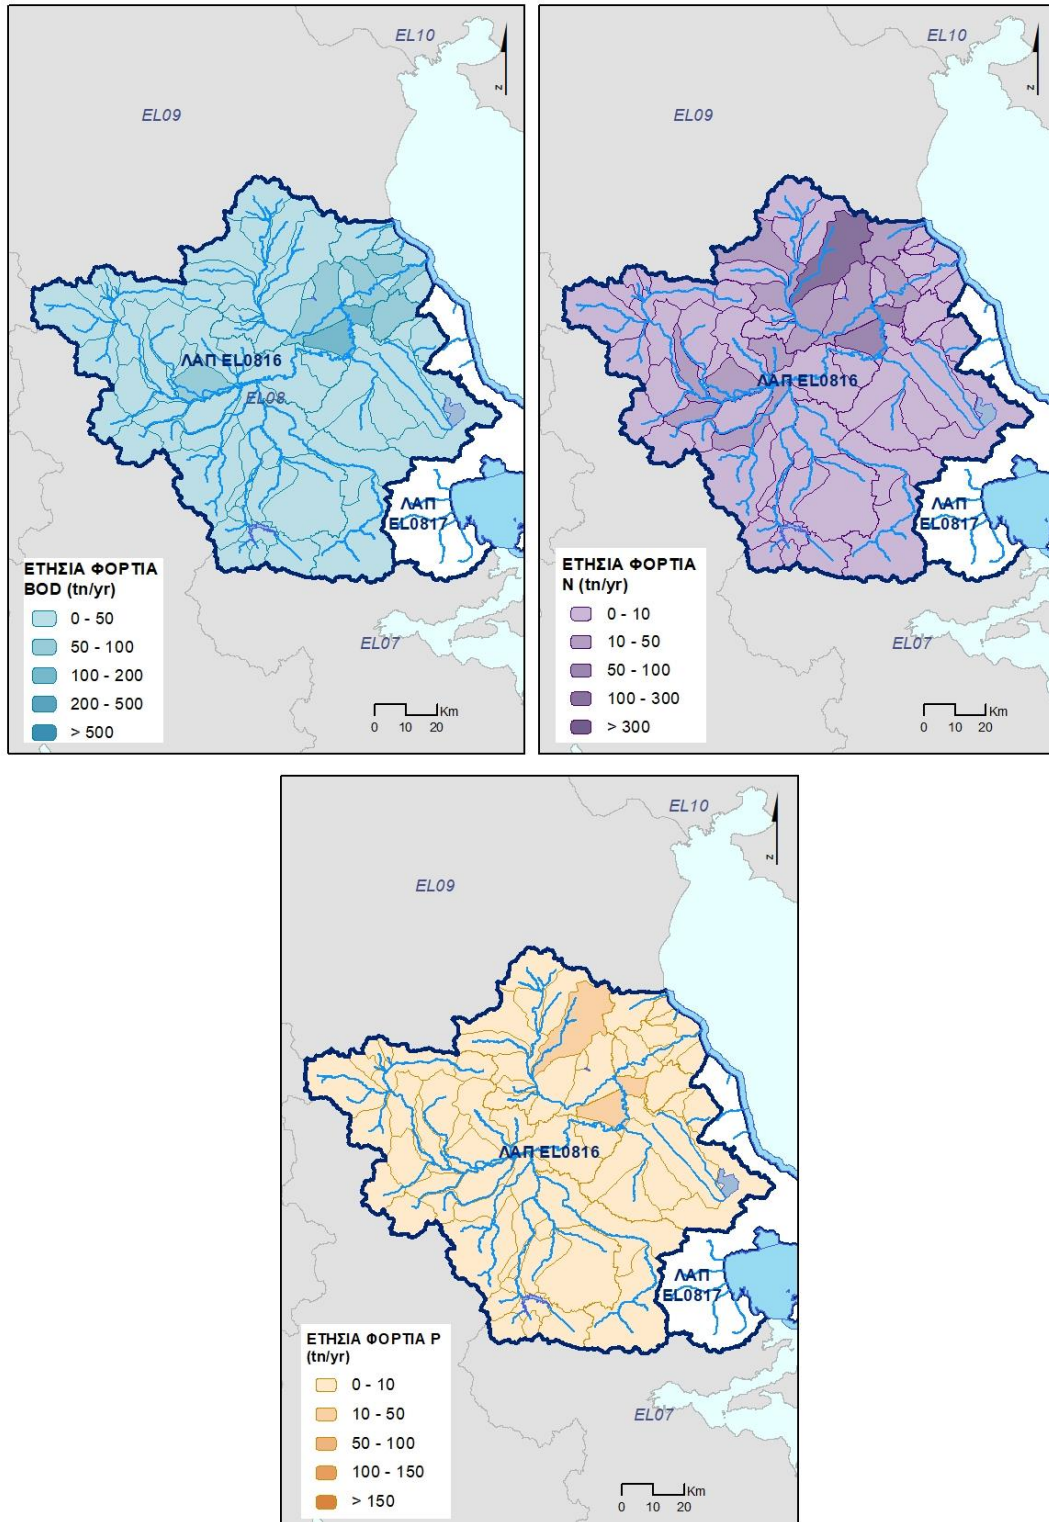 EL10
EL09
z
ΛΑΠ EL0816
EL08
ΛΑΠ
EL0817
ΕΤΗΣΙΑ ΦΟΡΤΙΑ
BOD (tn/yr)
0 - 50
50 - 100
100 - 200
200 - 500
> 500
EL07
Km
0 10 20
EL10
EL09
z
ΛΑΠ EL0816
ΛΑΠ
EL0817
ΕΤΗΣΙΑ ΦΟΡΤΙΑ
N (tn/yr)
0 - 10
10 - 50
50 - 100
100 - 300
> 300
EL07
Km
0 10 20
EL10
EL09
z
ΛΑΠ EL0816
ΛΑΠ
EL0817
ΕΤΗΣΙΑ ΦΟΡΤΙΑ P
(tn/yr)
0 - 10
10 - 50
50 - 100
100 - 150
> 150
EL07
Km
0 10 20